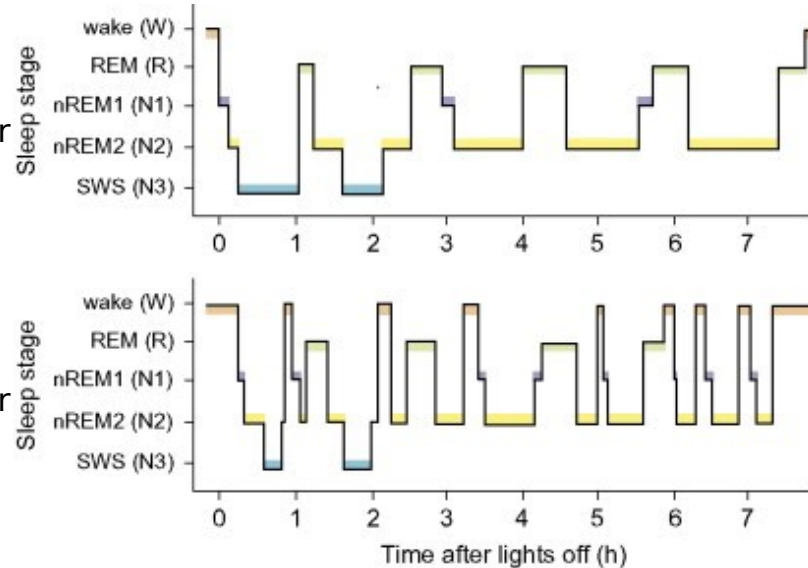 Sleep stage
wake (W)
REM (R)
nREM1 (N1)
r
nREM2 (N2)
SWS (N3)
0 1 2 3 4 5 6 7
Sleep stage
wake (W)
REM (R)
nREM1 (N1)
r
nREM2 (N2)
SWS (N3)
0 1 2 3 4 5 6 7
Time after lights off (h)